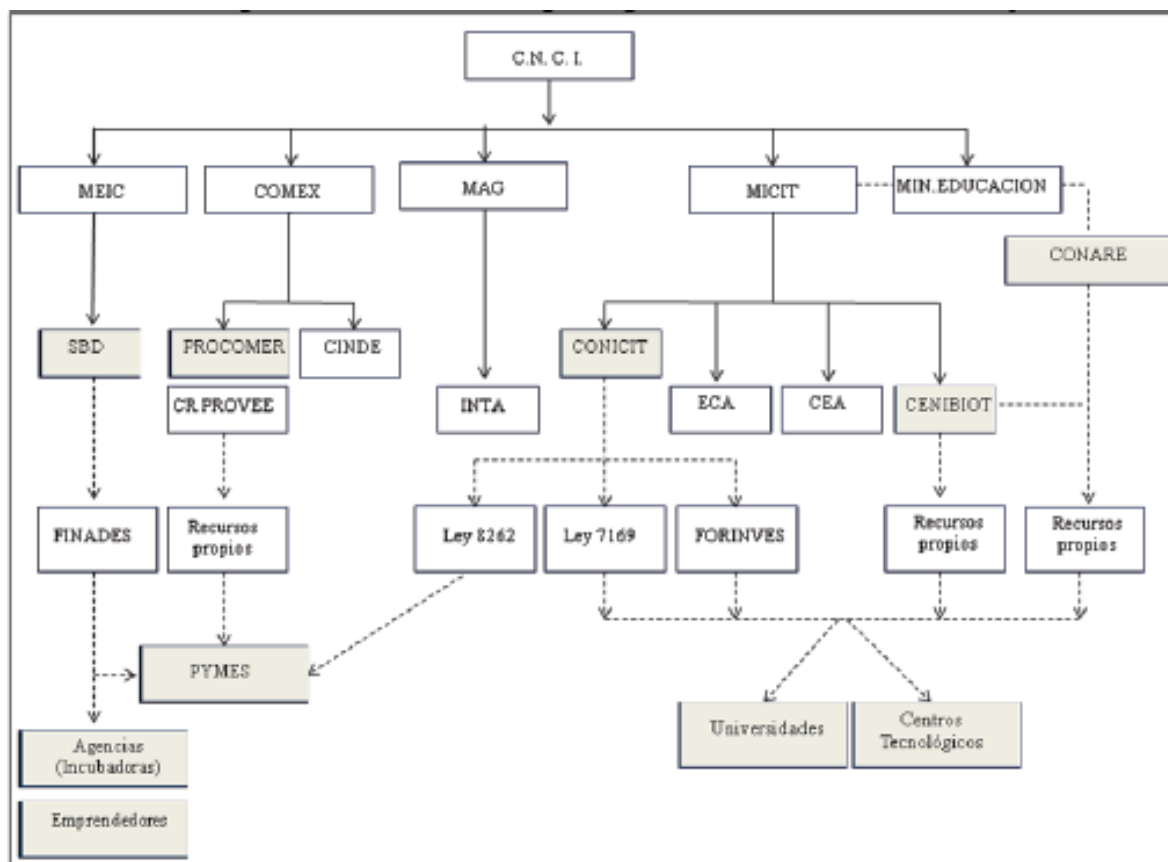 C.N. C. I.
MEIC
COMEX
MAG
MICIT
MIN.EDUCACION
CONARE
SBD
PROCOMER
CINDE
CONICIT
CR PROVEE
INTA
ECA
CEA
CENIBIOT
FINADES
Recursos
propios
Ley 8262
Ley 7169
FORINVES
Recursos
propios
Recursos
propios
PYMES
Universidades
Centros
Tecnológicos
Agencias
(Incubadoras)
Emprendedores